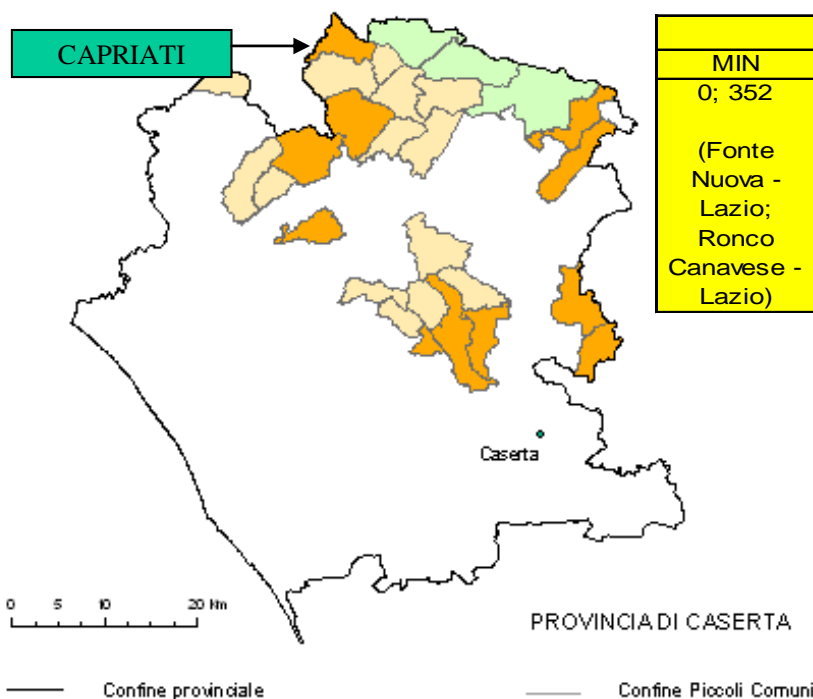 CAPRIATI
MIN
0; 352
(Fonte
Nuova -
Lazio;
Ronco
Canavese -
Lazio)
Caserta
0 5 10 20 Km
PROVINCIA DI CASERTA
Confine provinciale
Confine Piccoli Comuni